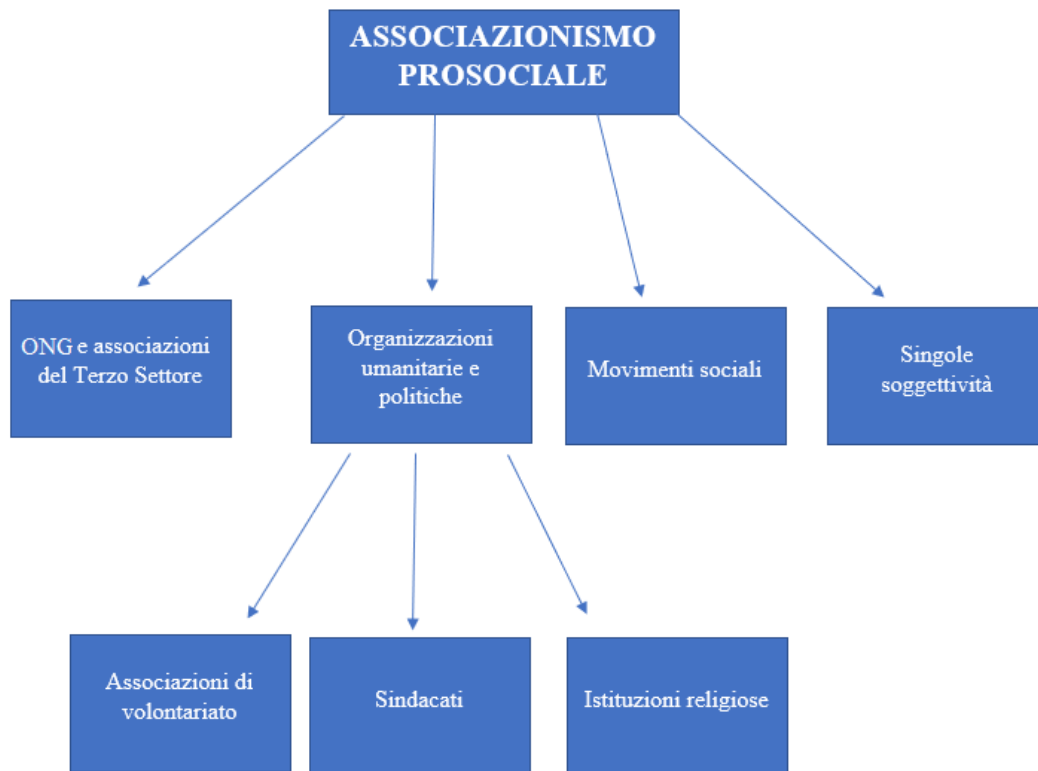 ASSOCIAZIONISMO
PROSOCIALE
ONG e associazioni
del Terzo Settore
Organizzazioni
umanitarie e
politiche
Movimenti sociali
Singole
soggettività
Associazioni di
volontariato
Sindacati
Istituzioni religiose